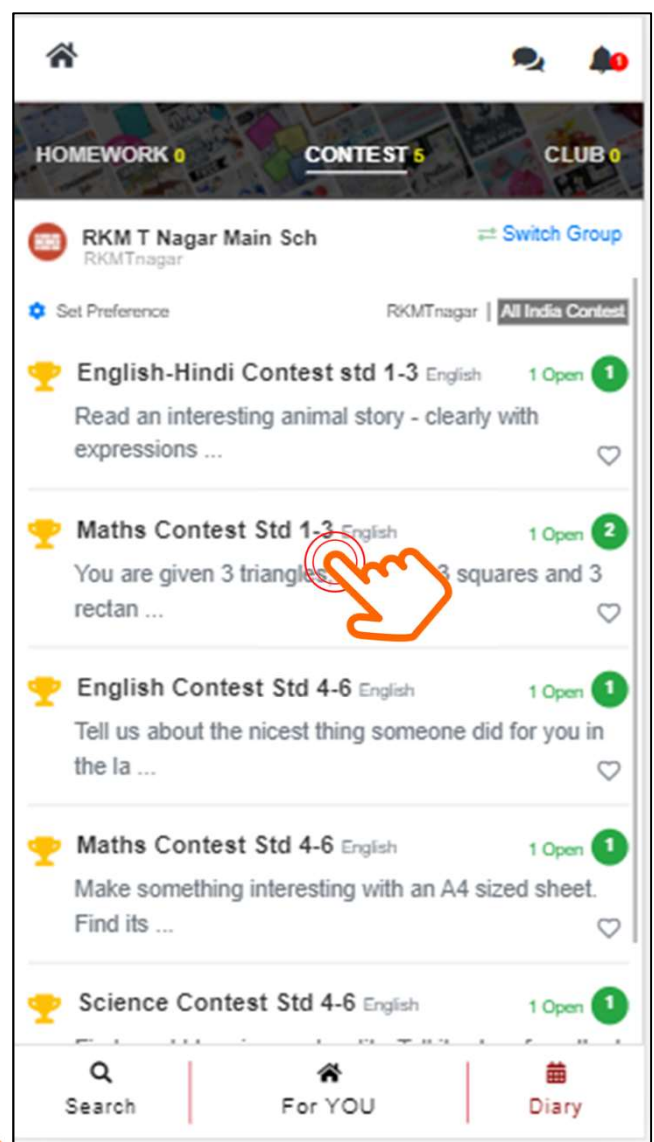 1
HOMEWORK 0 CONTEST 5 CLUB 0
RKM T Nagar Main Sch Switch Group
RKMTnagar
Set Preference RKMTnagar | All India Contest
English-Hindi Contest std 1-3 English 1 Open 1
Read an interesting animal story - clearly with
expressions ...
Maths Contest Std 1-3 English 1 Open 2
You are given 3 triangles 3 squares and 3
rectan ...
English Contest Std 4-6 English 1 Open 1
Tell us about the nicest thing someone did for you in
the la ...
Maths Contest Std 4-6 English 1 Open 1
Make something interesting with an A4 sized sheet.
Find its ...
Science Contest Std 4-6 English 1 Open 1
Search For YOU Diary